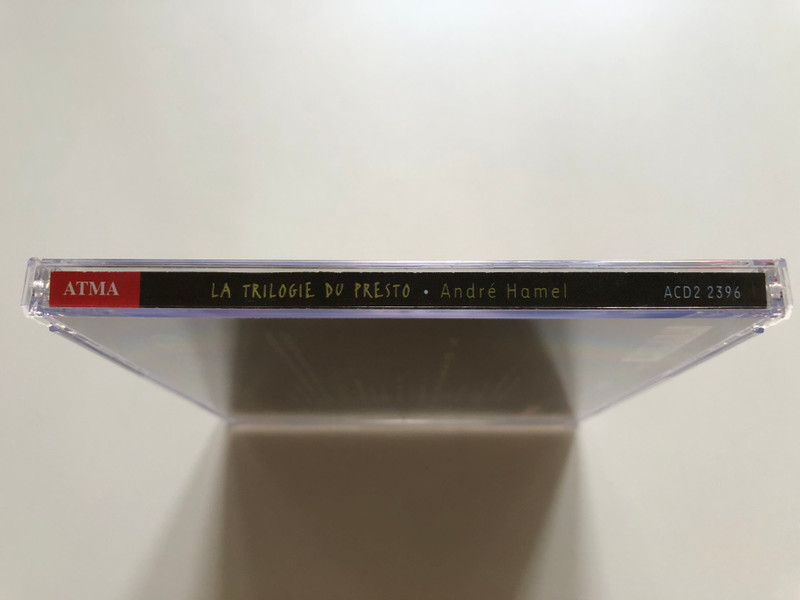 ATMA LA TRILOGIE DU PRESTO • André Hamel ACD2 2396